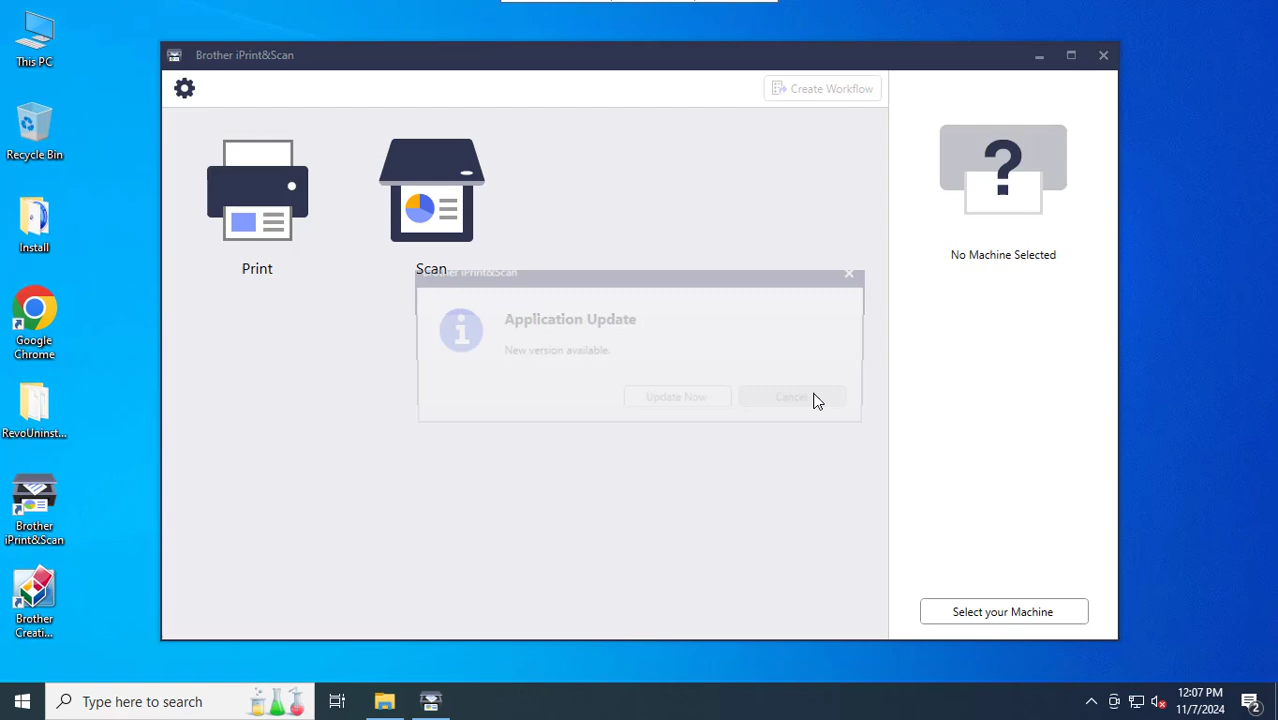 This PC
Recycle Bin
Install
Google
Chrome
RevoUninst...
Brother
iPrint&Scan
Brother
Creati...
Brother iPrint&Scan
Create Workflow
Print
Scan
No Machine Selected
Brother iPrint&Scan
Application Update
New version available.
Update Now
Cancel
Select your Machine
Type here to search
12:07 PM
11/7/2024
2